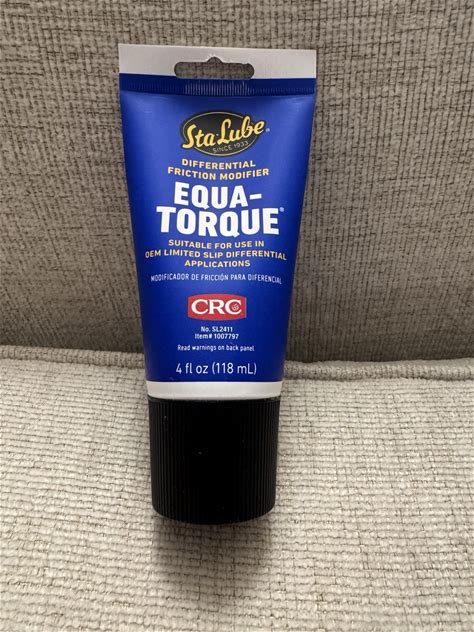 Sta-Lube®
SINCE 1933
DIFFERENTIAL
FRICTION MODIFIER
EQUA-
TORQUE®
SUITABLE FOR USE IN
OEM LIMITED SLIP DIFFERENTIAL
APPLICATIONS
MODIFICADOR DE FRICCIÓN PARA DIFERENCIAL
CRC
No. SL2411
Item# 1007797
Read warnings on back panel
4 fl oz (118 mL)